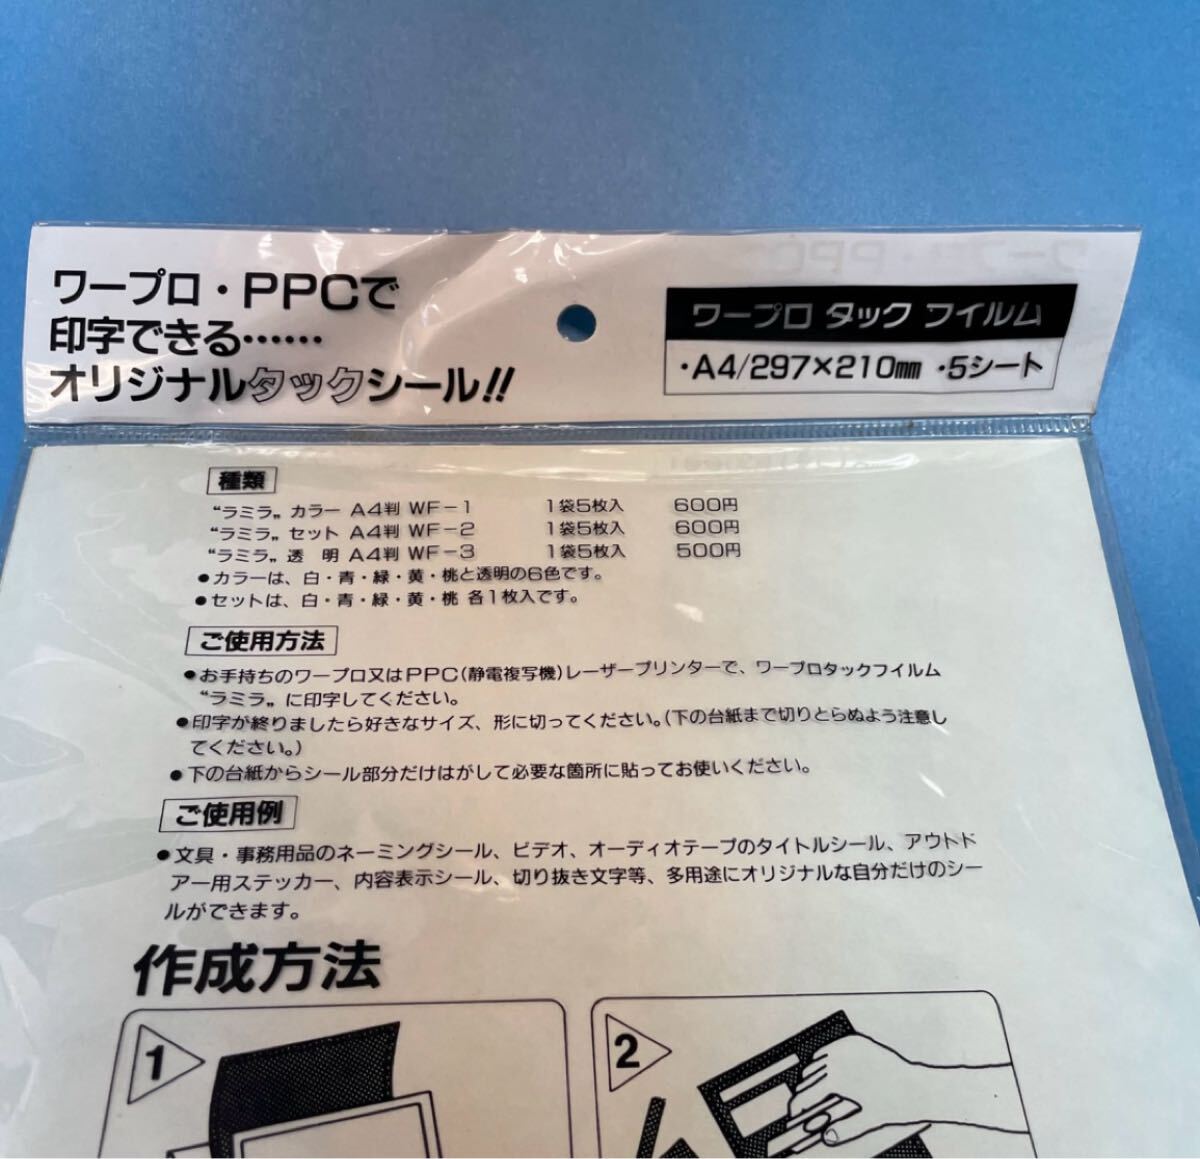 ワープロ・PPCで
印字できる……
オリジナルタックシール!!
ワープロ タック フイルム
・A4/297×210㎜ ・5シート
種類
“ラミラ„ カラー A4判 WF−1 1袋5枚入 600円
“ラミラ„ セット A4判 WF−2 1袋5枚入 600円
“ラミラ„ 透 明 A4判 WF−3 1袋5枚入 500円
●カラーは、白・青・緑・黄・桃と透明の6色です。
●セットは、白・青・緑・黄・桃 各1枚入です。
ご使用方法
●お手持ちのワープロ又はPPC(静電複写機)レーザープリンターで、ワープロタックフイルム
“ラミラ„ に印字してください。
●印字が終りましたら好きなサイズ、形に切ってください。(下の台紙まで切りとらぬよう注意し
てください。)
●下の台紙からシール部分だけはがして必要な箇所に貼ってお使いください。
ご使用例
●文具・事務用品のネーミングシール、ビデオ、オーディオテープのタイトルシール、アウトド
アー用ステッカー、内容表示シール、切り抜き文字等、多用途にオリジナルな自分だけのシー
ルができます。
作成方法
1
2